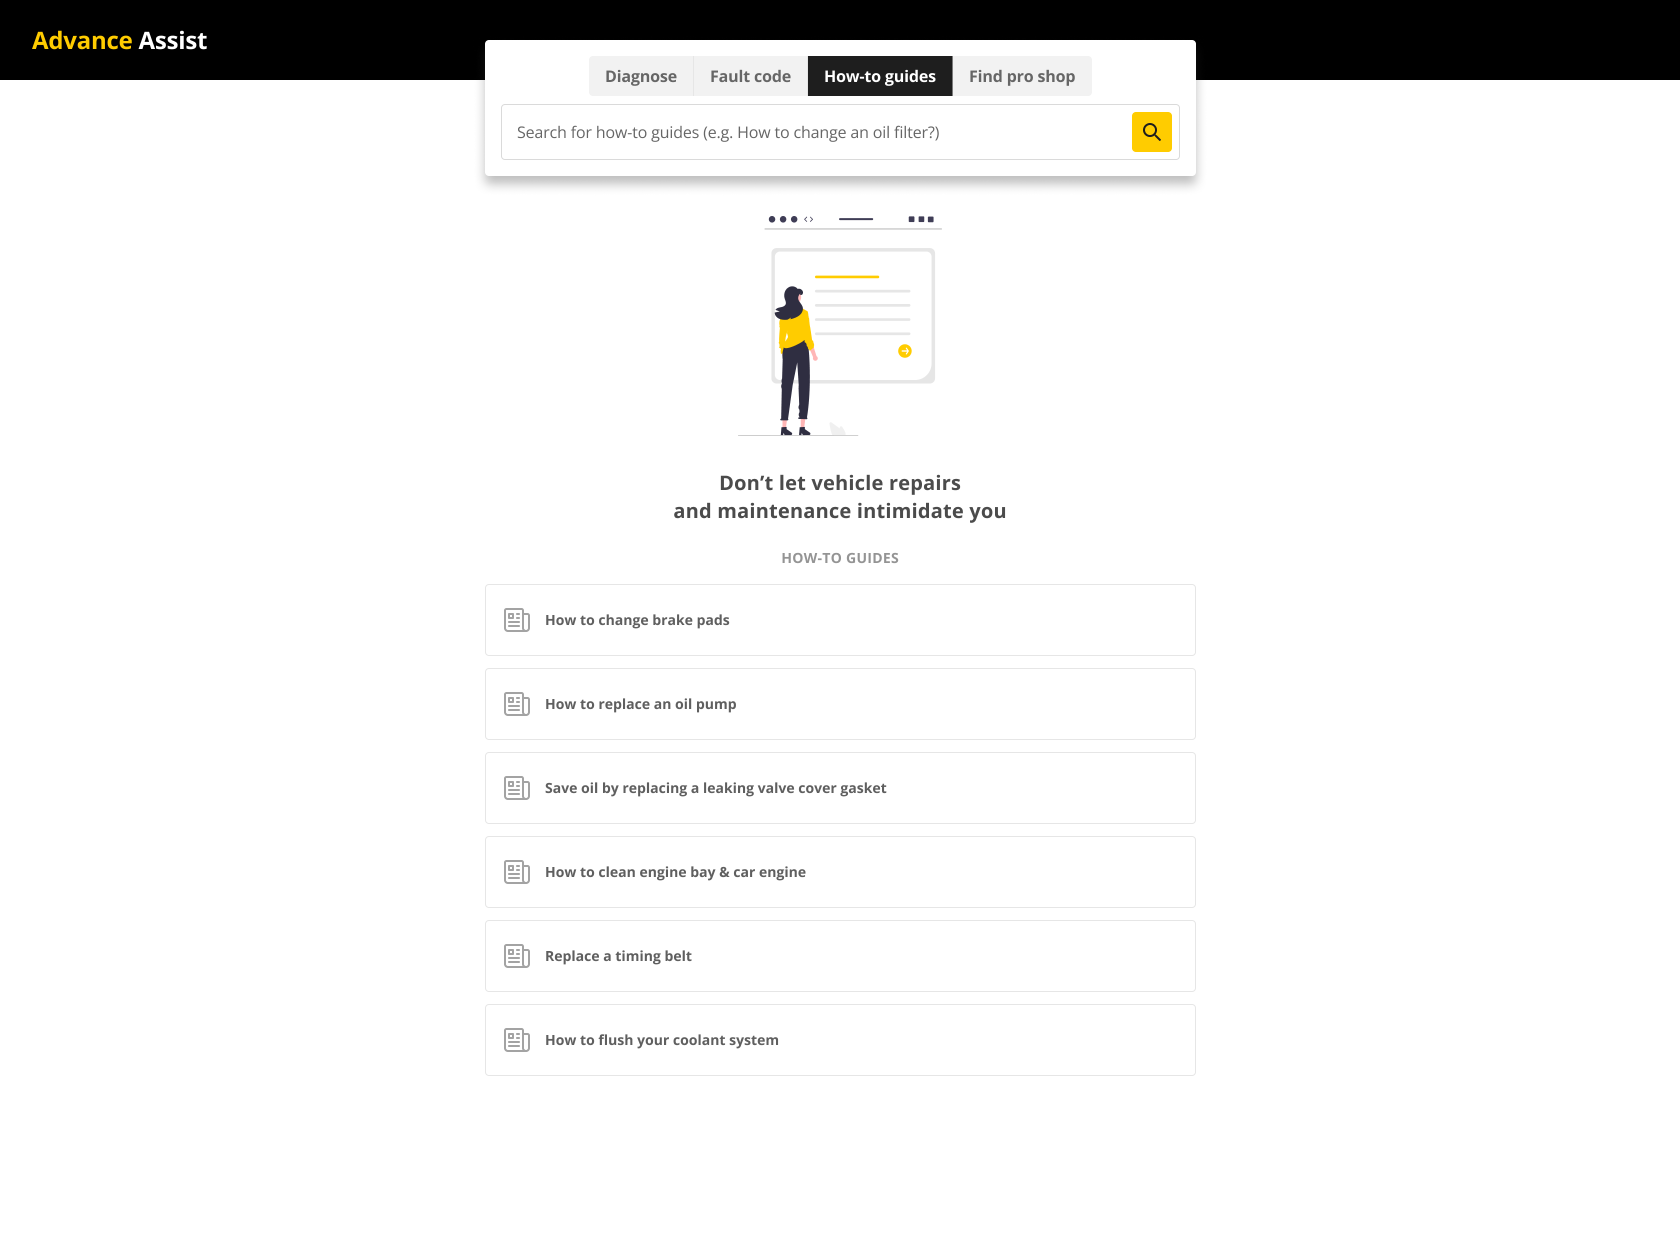 Advance Assist
Diagnose
Fault code
How-to guides
Find pro shop
Search for how-to guides (e.g. How to change an oil filter?)
Don’t let vehicle repairs
and maintenance intimidate you
HOW-TO GUIDES
How to change brake pads
How to replace an oil pump
Save oil by replacing a leaking valve cover gasket
How to clean engine bay & car engine
Replace a timing belt
How to flush your coolant system